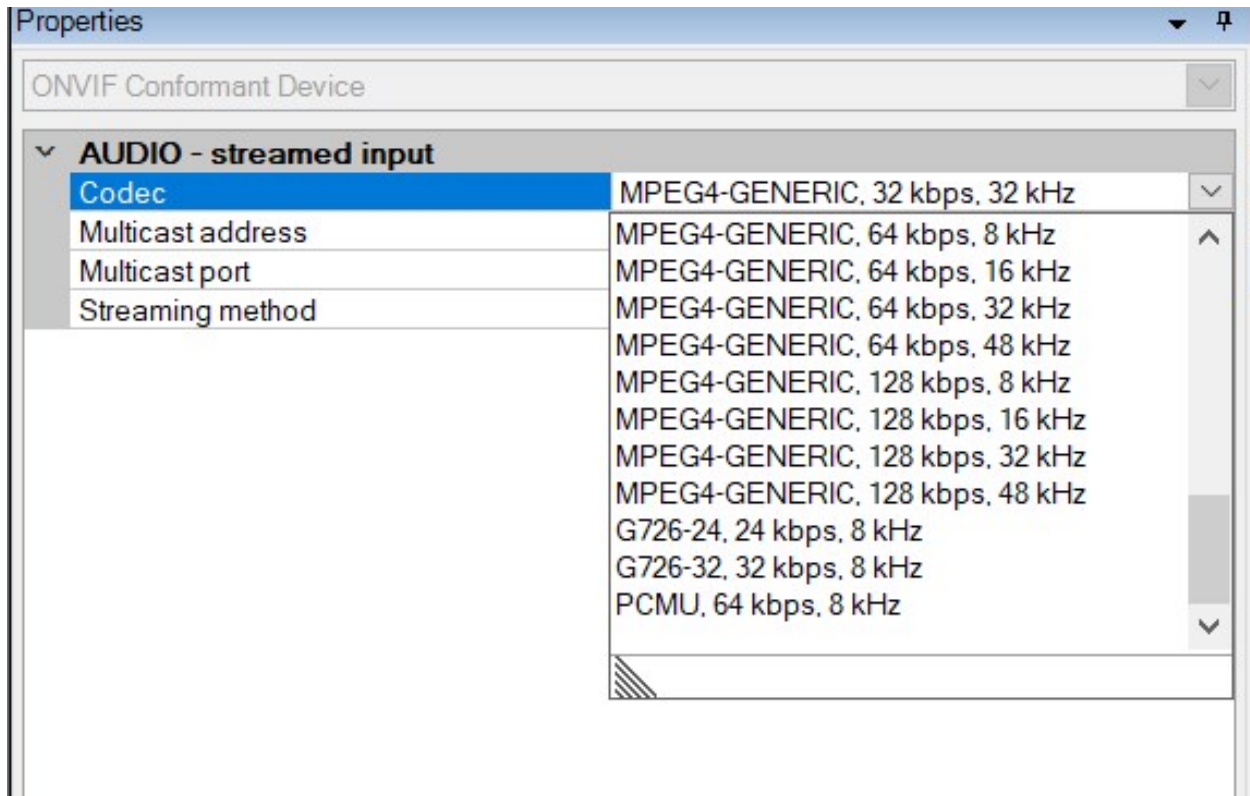 Properties
ONVIF Conformant Device
AUDIO - streamed input
Codec MPEG4-GENERIC, 32 kbps, 32 kHz
Multicast address
Multicast port
Streaming method
MPEG4-GENERIC, 64 kbps, 8 kHz
MPEG4-GENERIC, 64 kbps, 16 kHz
MPEG4-GENERIC, 64 kbps, 32 kHz
MPEG4-GENERIC, 64 kbps, 48 kHz
MPEG4-GENERIC, 128 kbps, 8 kHz
MPEG4-GENERIC, 128 kbps, 16 kHz
MPEG4-GENERIC, 128 kbps, 32 kHz
MPEG4-GENERIC, 128 kbps, 48 kHz
G726-24, 24 kbps, 8 kHz
G726-32, 32 kbps, 8 kHz
PCMU, 64 kbps, 8 kHz